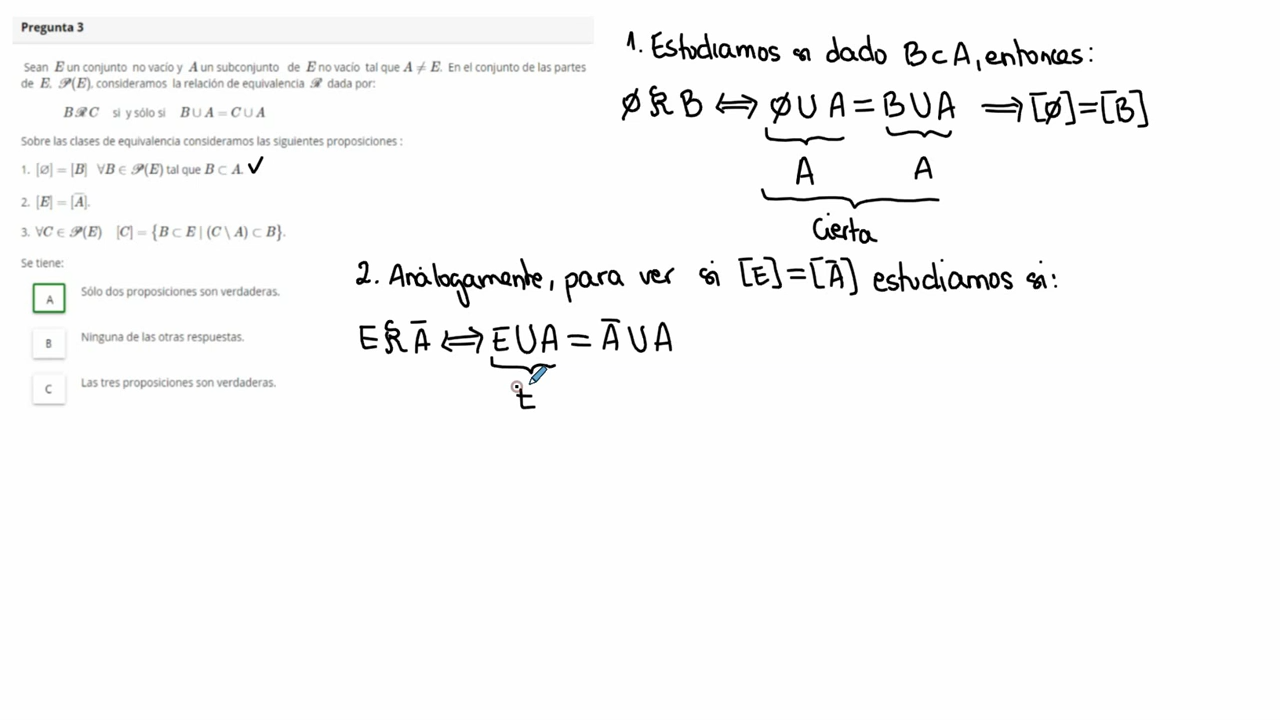 Pregunta 3
Sean E un conjunto no vacío y A un subconjunto de E no vacío tal que A ≠ E. En el conjunto de las partes
de E, 𝒫(E), consideramos la relación de equivalencia ℛ dada por:
BℛC si y sólo si B∪A = C∪A
Sobre las clases de equivalencia consideramos las siguientes proposiciones :
1. [∅] = [B] ∀B ∈ 𝒫(E) tal que B ⊂ A. ✓
2. [E] = [A̅].
3. ∀C ∈ 𝒫(E) [C] = {B ⊂ E | (C \ A) ⊂ B}.
Se tiene:
A Sólo dos proposiciones son verdaderas.
B Ninguna de las otras respuestas.
C Las tres proposiciones son verdaderas.
1. Estudiamos si dado B⊂A, entonces:
∅ℛB ⟺ ∅∪A = B∪A ⟹ [∅]=[B]
A A
Cierta
2. Análogamente, para ver si [E]=[A̅] estudiamos si:
EℛA̅ ⟺ E∪A = A̅∪A
E